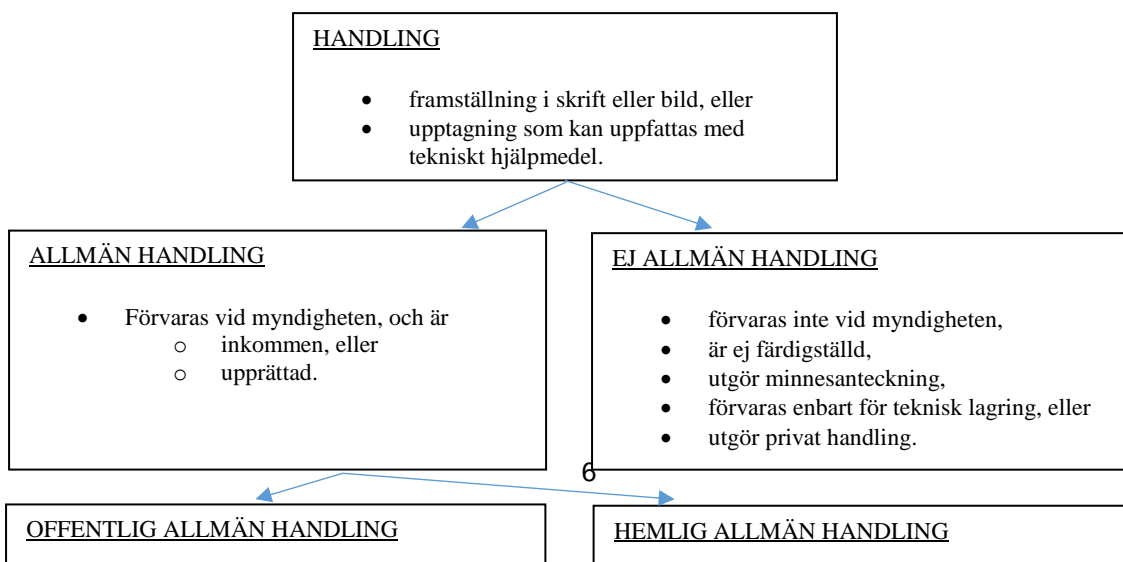 HANDLING
• framställning i skrift eller bild, eller
• upptagning som kan uppfattas med
tekniskt hjälpmedel.
ALLMÄN HANDLING
• Förvaras vid myndigheten, och är
o inkommen, eller
o upprättad.
EJ ALLMÄN HANDLING
• förvaras inte vid myndigheten,
• är ej färdigställd,
• utgör minnesanteckning,
• förvaras enbart för teknisk lagring, eller
• utgör privat handling.
6
OFFENTLIG ALLMÄN HANDLING
HEMLIG ALLMÄN HANDLING